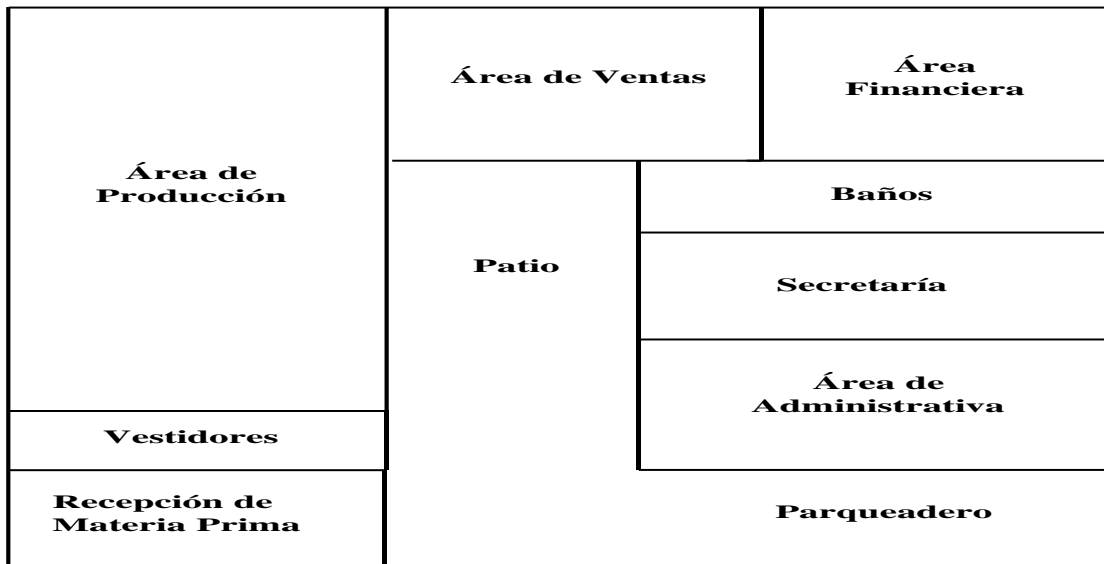 Área de Ventas
Área
Financiera
Área de
Producción
Baños
Patio
Secretaría
Área de
Administrativa
Vestidores
Recepción de
Materia Prima
Parqueadero